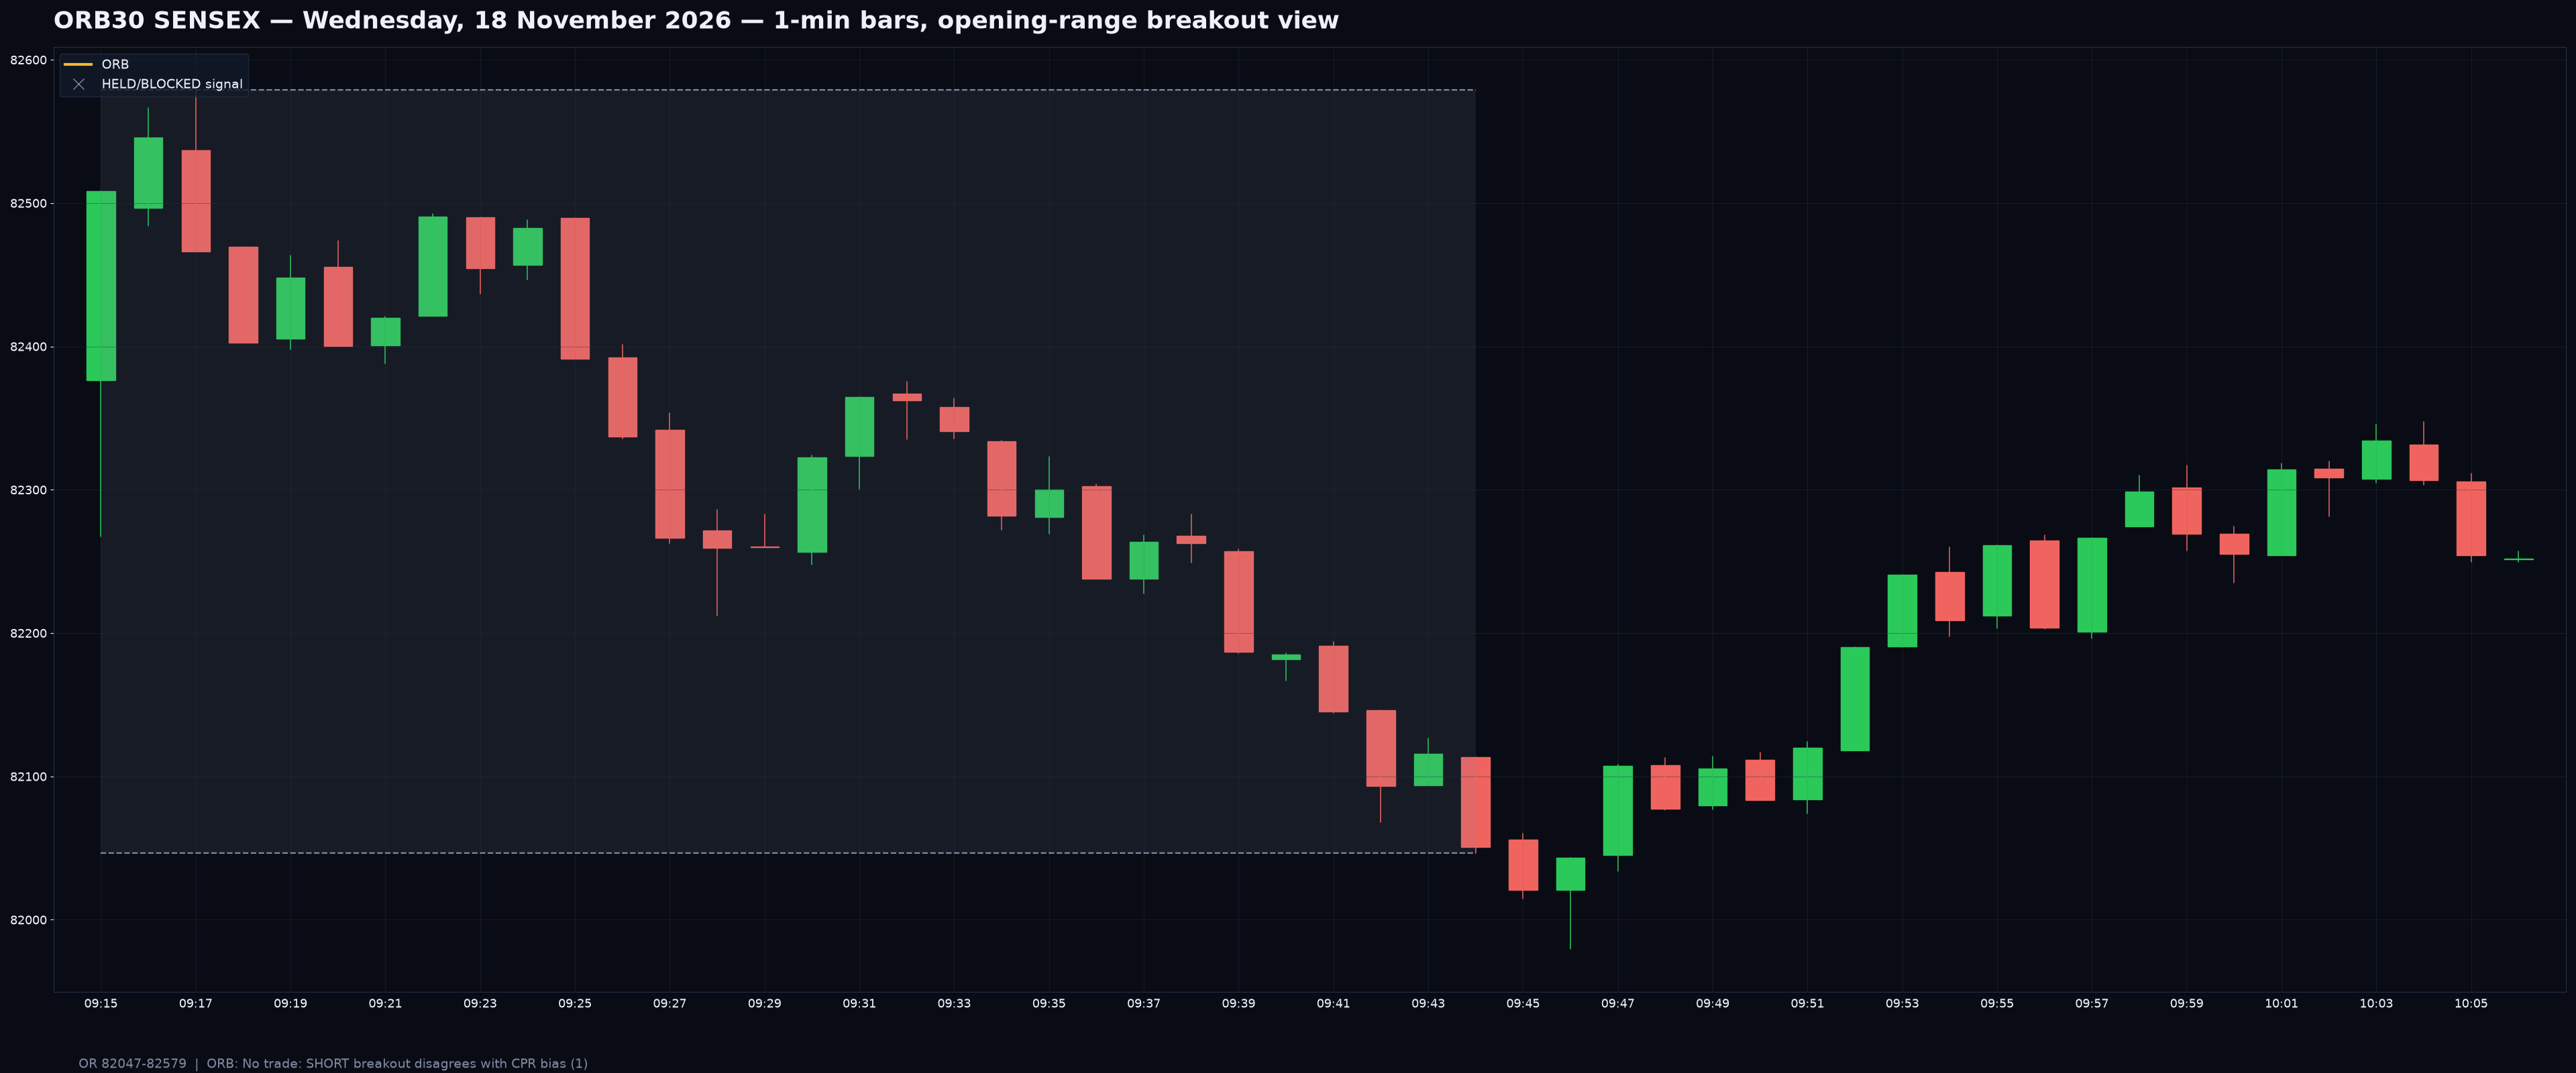 ORB30 SENSEX — Wednesday, 18 November 2026 — 1-min bars, opening-range breakout view
ORB
HELD/BLOCKED signal
82600
82500
82400
82300
82200
82100
82000
09:15 09:17 09:19 09:21 09:23 09:25 09:27 09:29 09:31 09:33 09:35 09:37 09:39 09:41 09:43 09:45 09:47 09:49 09:51 09:53 09:55 09:57 09:59 10:01 10:03 10:05
OR 82047-82579 | ORB: No trade: SHORT breakout disagrees with CPR bias (1)